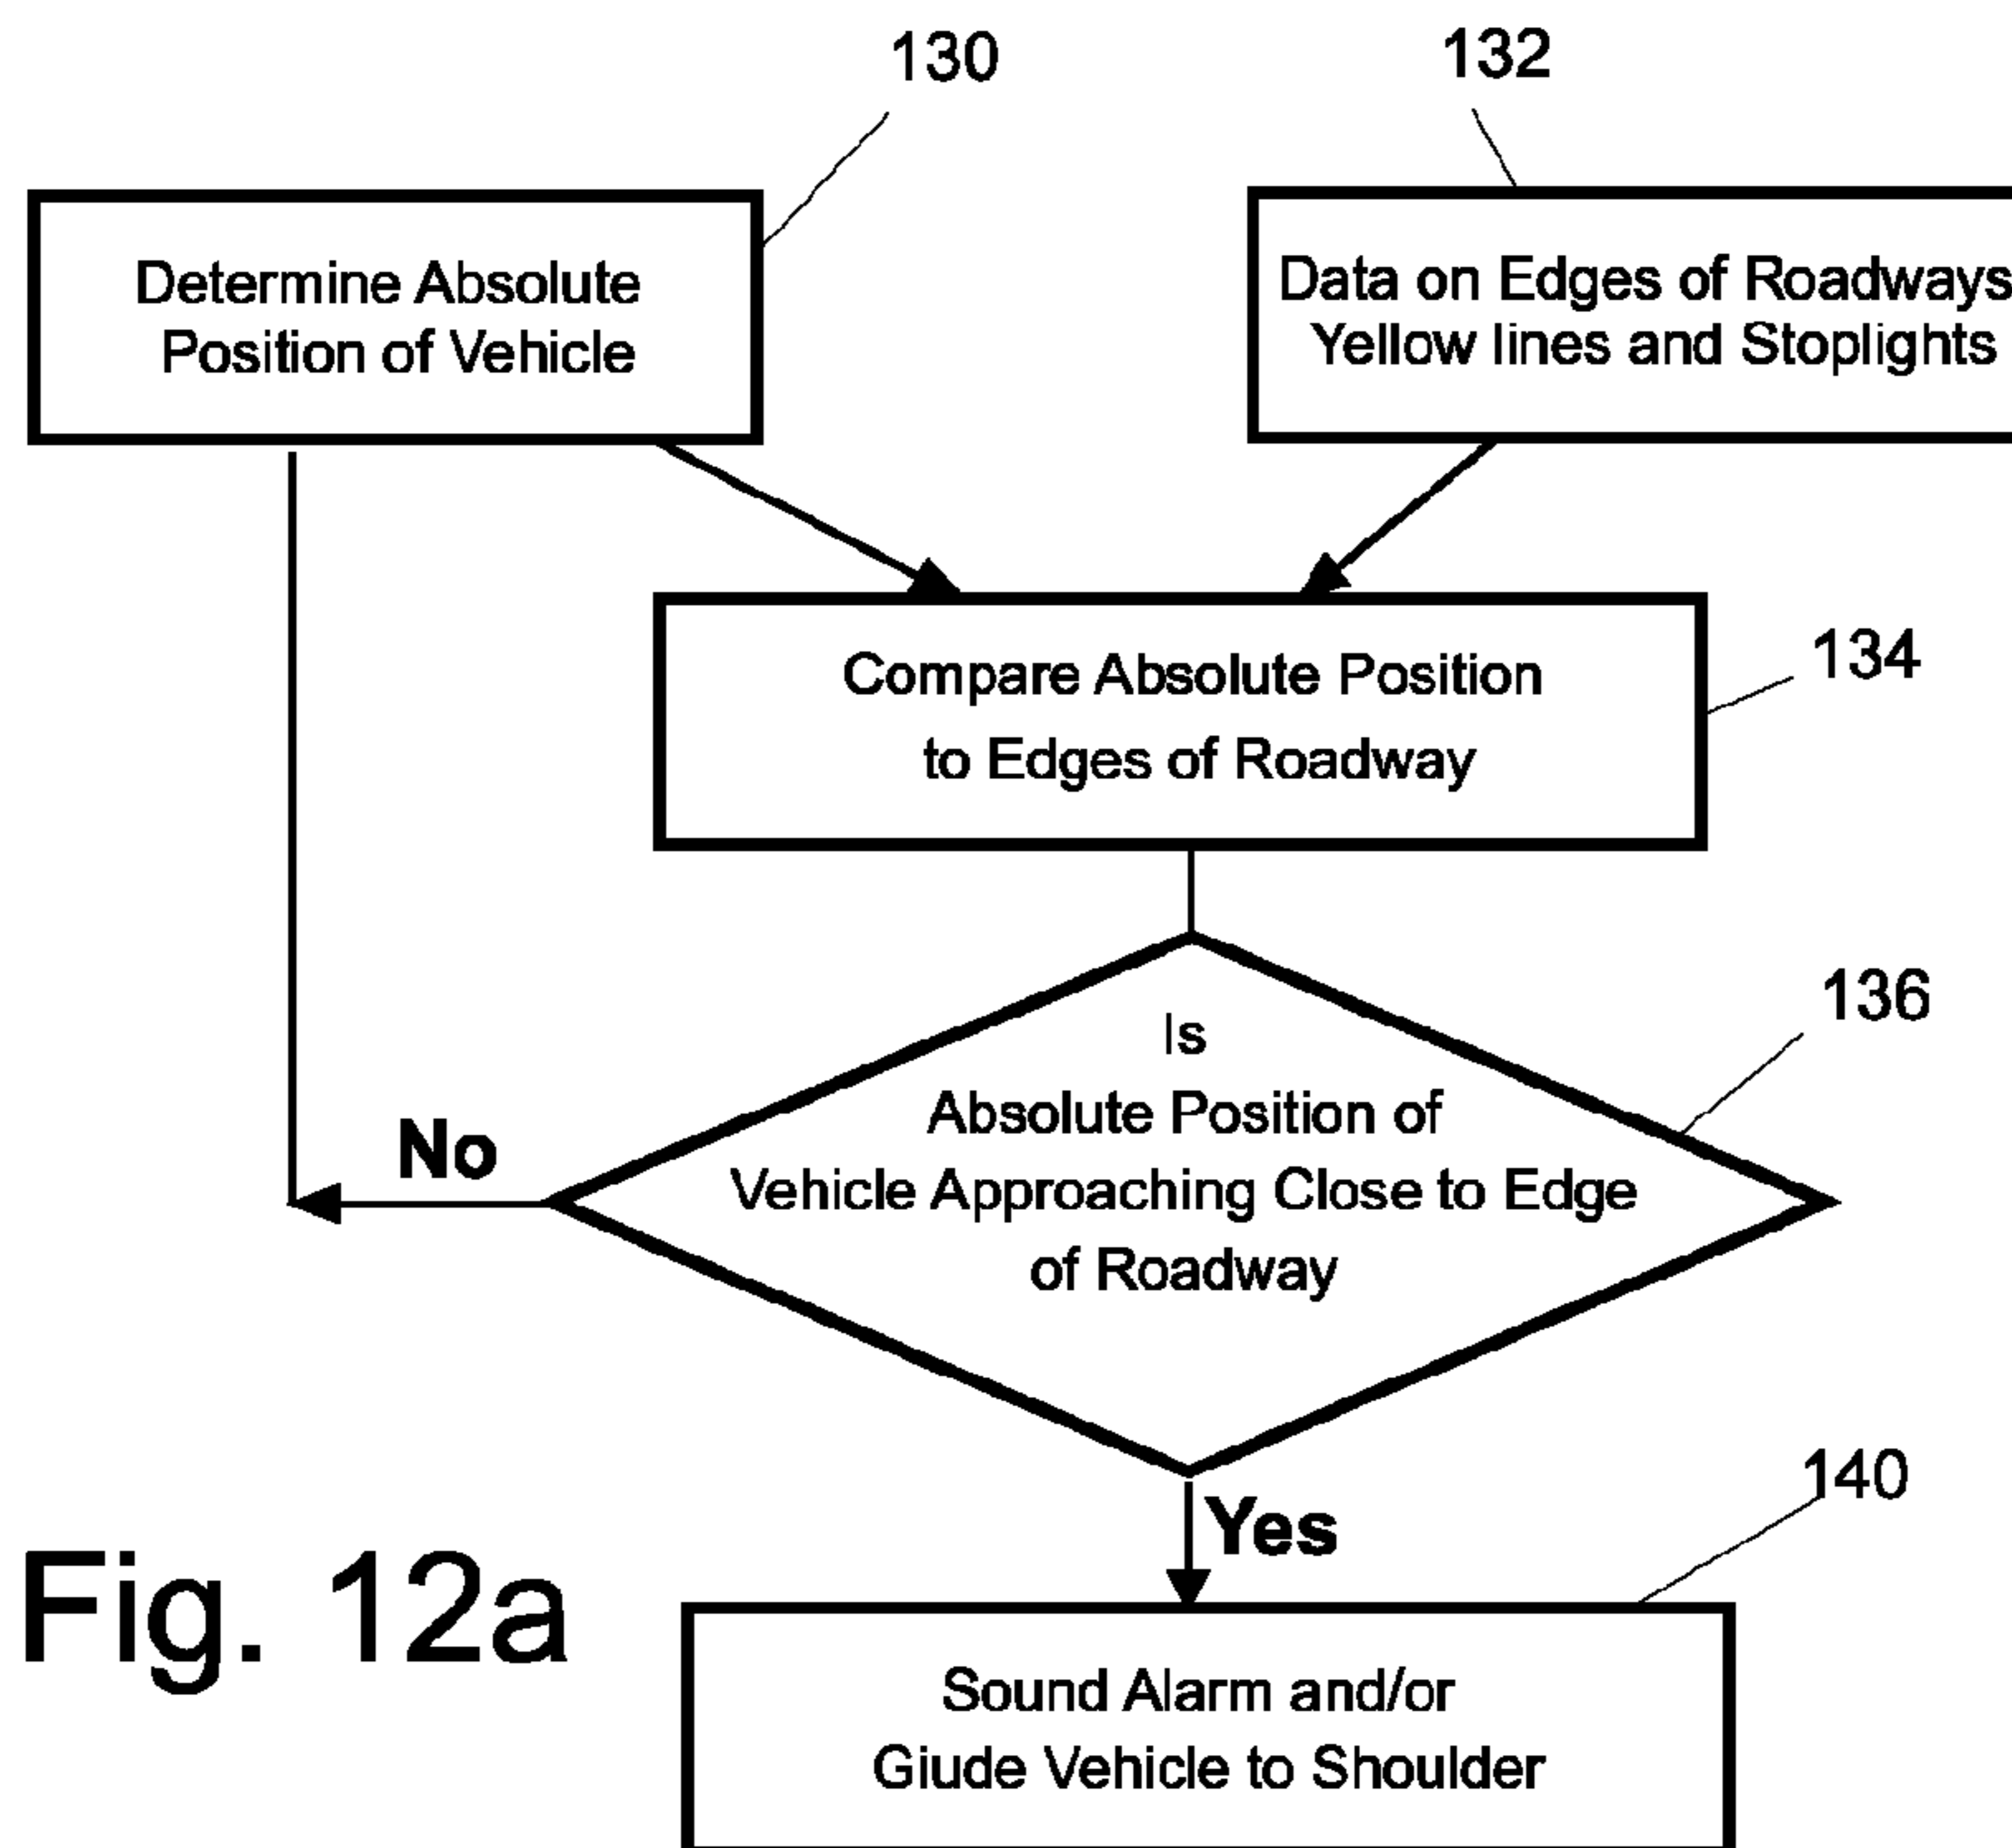 130
132
Determine Absolute
Position of Vehicle
Data on Edges of Roadways
Yellow lines and Stoplights
Compare Absolute Position
to Edges of Roadway
134
136
Is
Absolute Position of
Vehicle Approaching Close to Edge
of Roadway
No
Yes
140
Fig. 12a
Sound Alarm and/or
Giude Vehicle to Shoulder